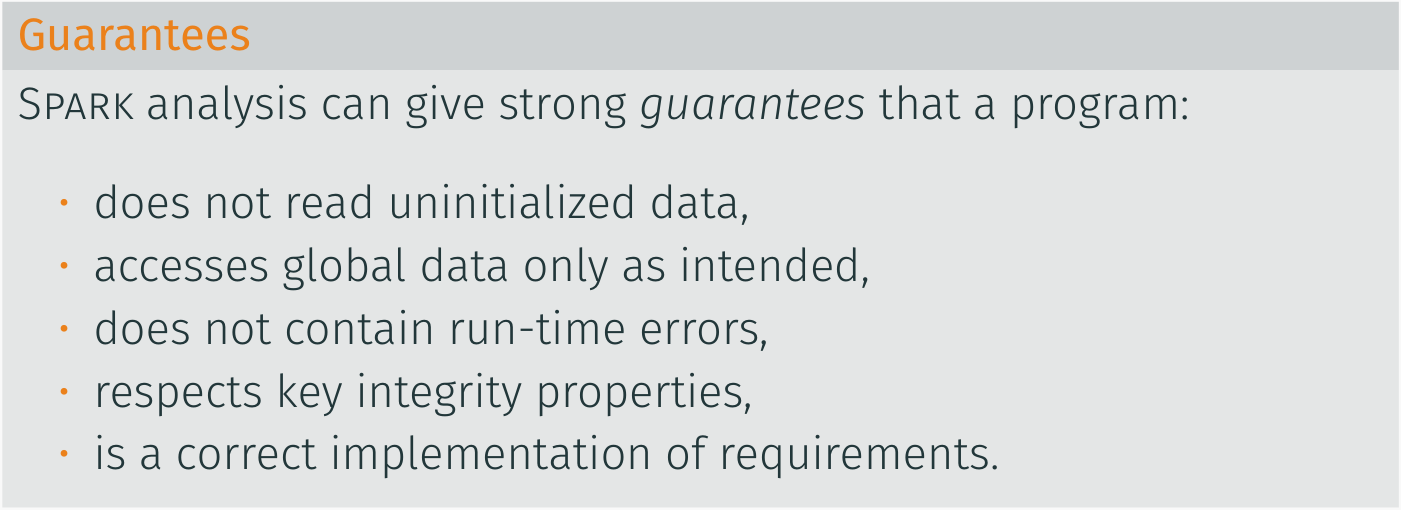 Guarantees
SPARK analysis can give strong guarantees that a program:
· does not read uninitialized data,
· accesses global data only as intended,
· does not contain run-time errors,
· respects key integrity properties,
· is a correct implementation of requirements.